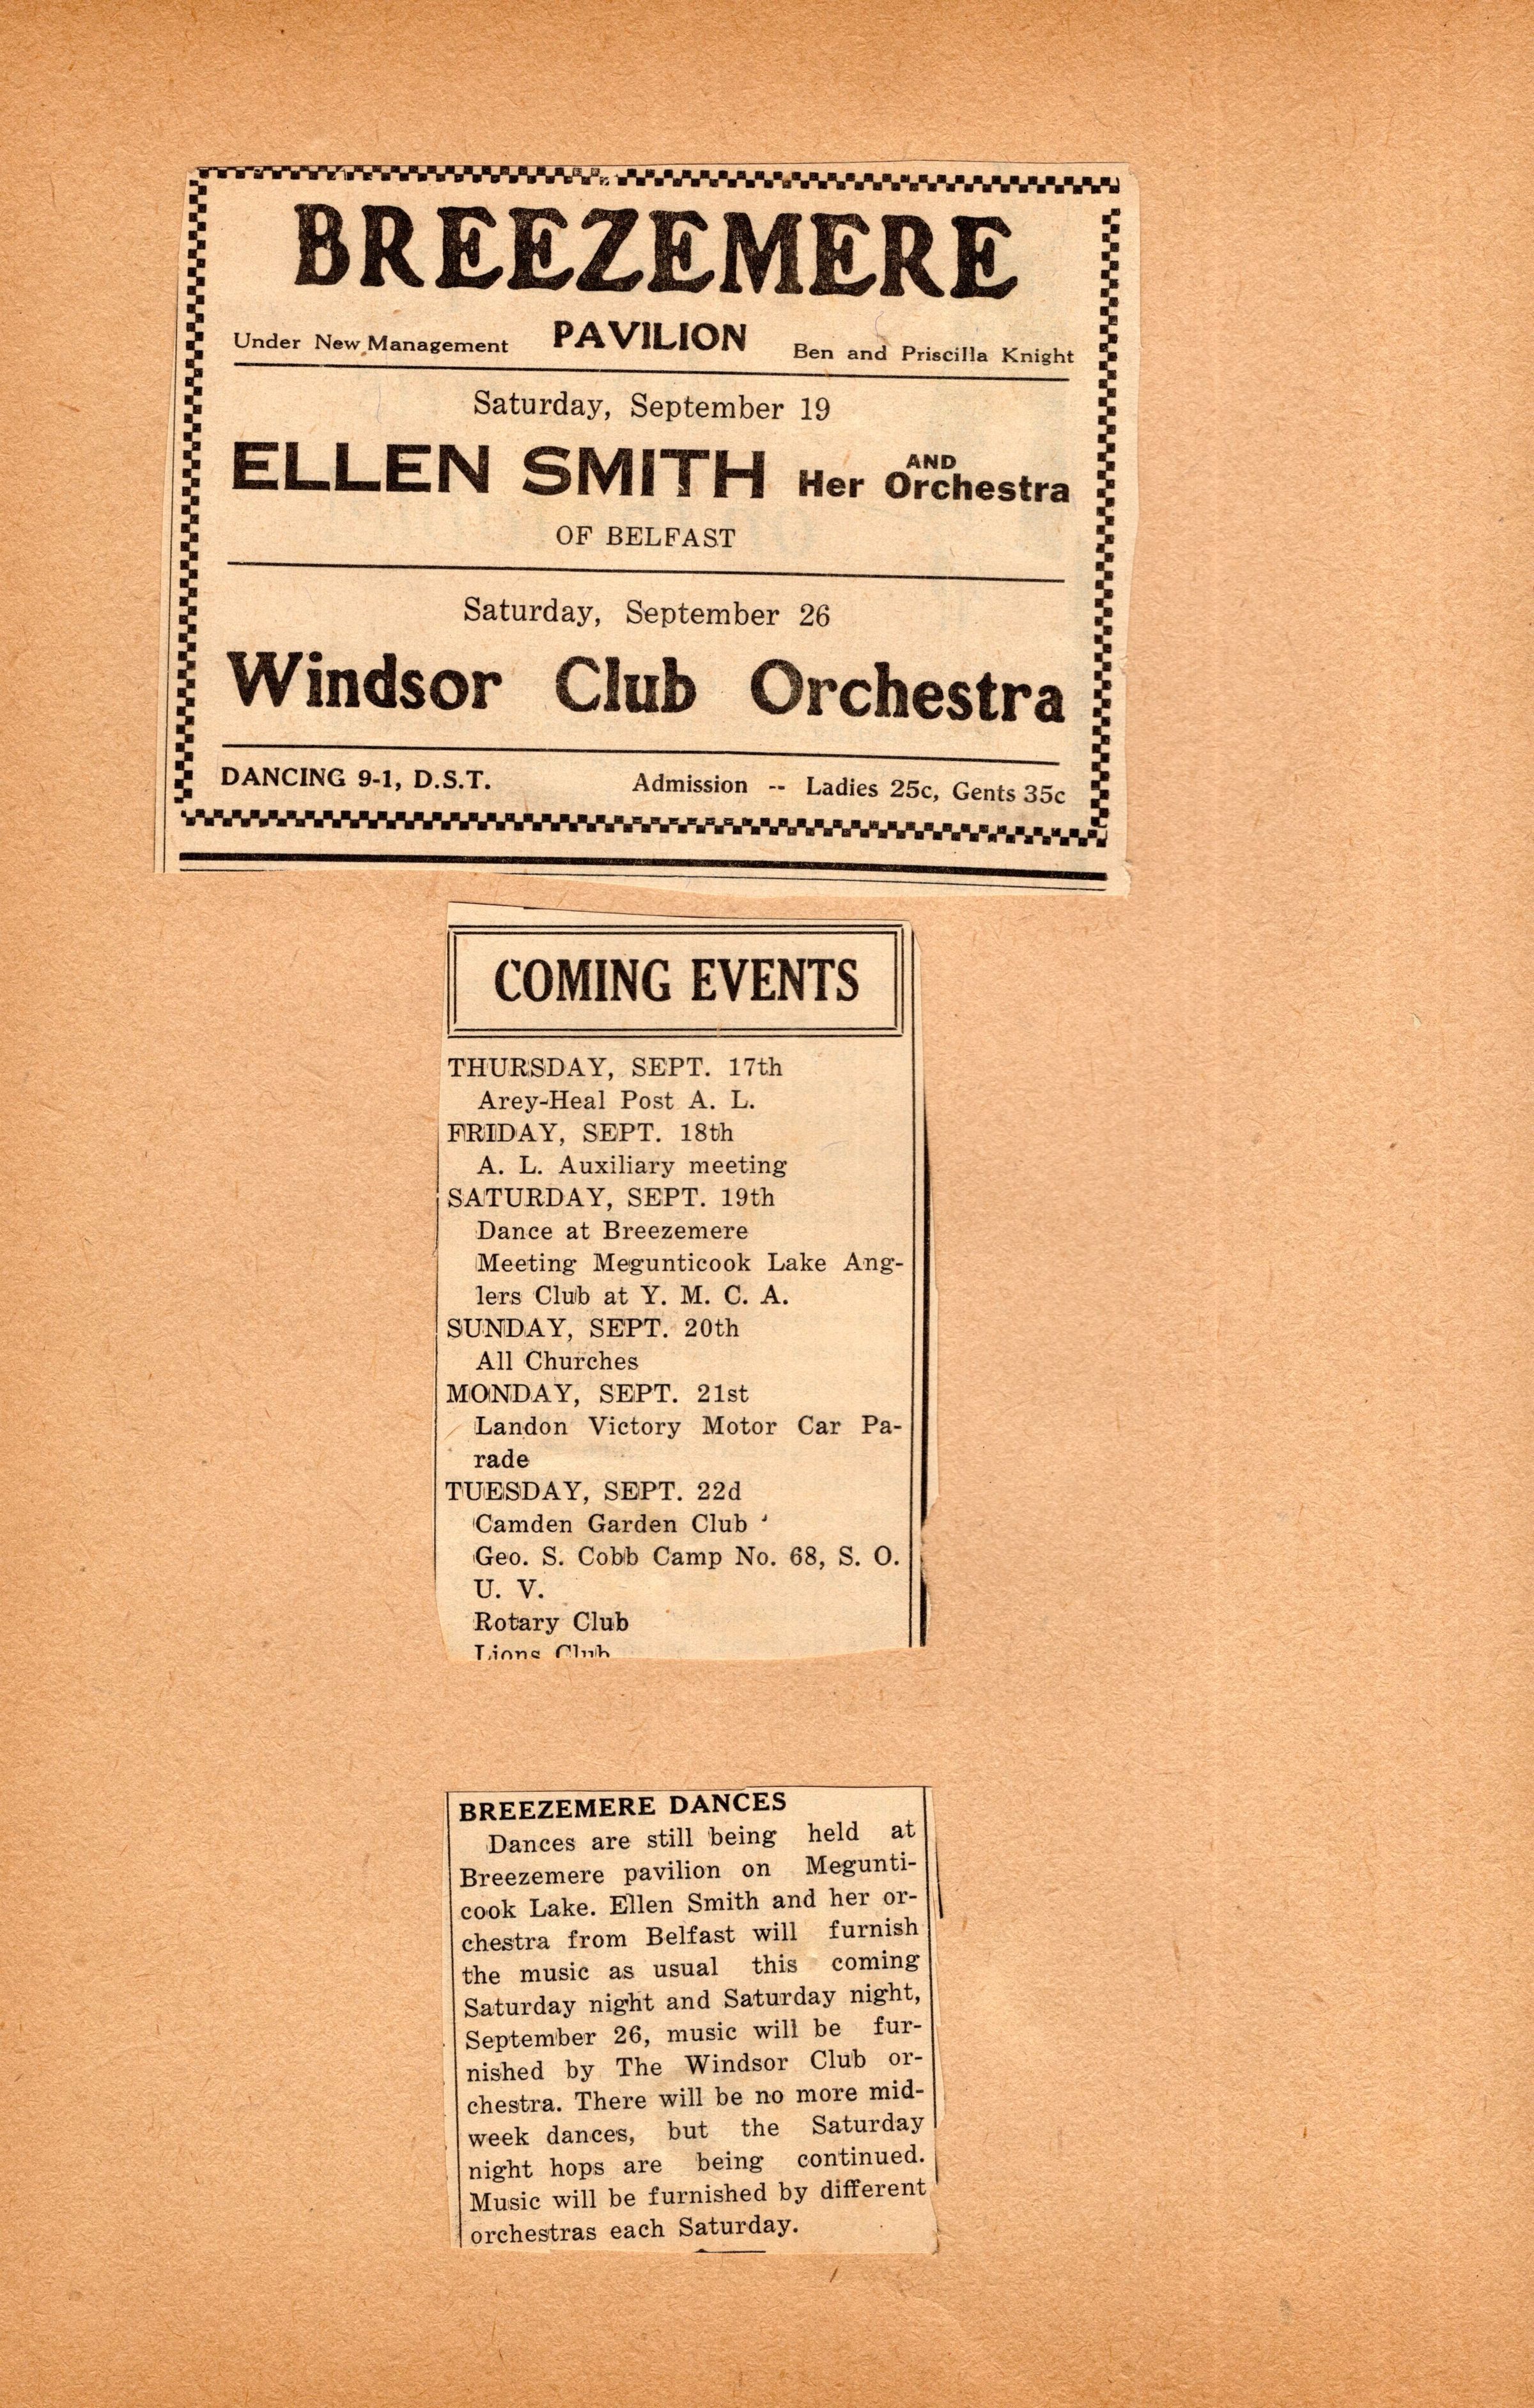 BREEZEMERE
Under New Management PAVILION Ben and Priscilla Knight
Saturday, September 19
ELLEN SMITH AND Her Orchestra
OF BELFAST
Saturday, September 26
Windsor Club Orchestra
DANCING 9-1, D.S.T. Admission -- Ladies 25c, Gents 35c
COMING EVENTS
THURSDAY, SEPT. 17th
Arey-Heal Post A. L.
FRIDAY, SEPT. 18th
A. L. Auxiliary meeting
SATURDAY, SEPT. 19th
Dance at Breezemere
Meeting Megunticook Lake Ang-
lers Club at Y. M. C. A.
SUNDAY, SEPT. 20th
All Churches
MONDAY, SEPT. 21st
Landon Victory Motor Car Pa-
rade
TUESDAY, SEPT. 22d
Camden Garden Club
Geo. S. Cobb Camp No. 68, S. O.
U. V.
Rotary Club
Lions Club
BREEZEMERE DANCES
Dances are still being held at
Breezemere pavilion on Megunti-
cook Lake. Ellen Smith and her or-
chestra from Belfast will furnish
the music as usual this coming
Saturday night and Saturday night,
September 26, music will be fur-
nished by The Windsor Club or-
chestra. There will be no more mid-
week dances, but the Saturday
night hops are being continued.
Music will be furnished by different
orchestras each Saturday.